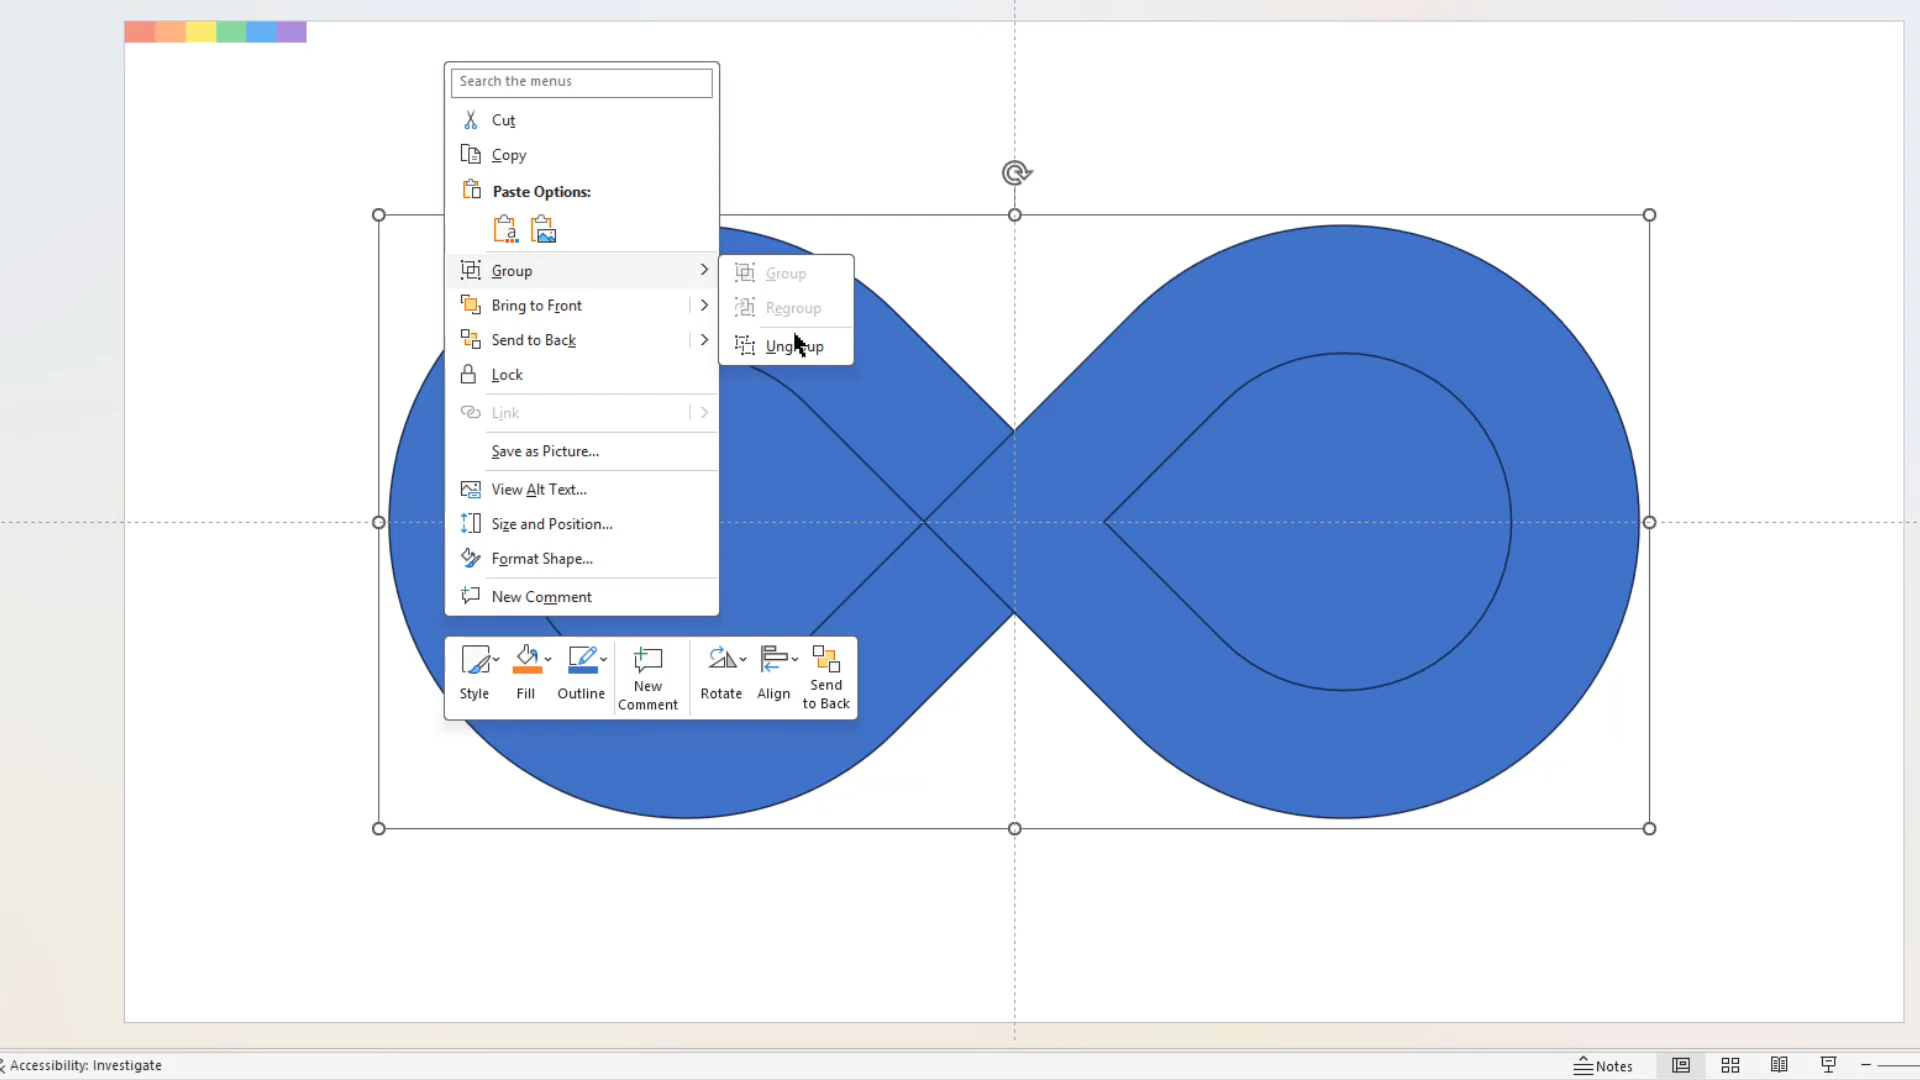 Search the menus
Cut
Copy
Paste Options:
Group
Bring to Front
Send to Back
Lock
Link
Save as Picture...
View Alt Text...
Size and Position...
Format Shape...
New Comment
Group
Regroup
Ungroup
Style
Fill
Outline
New
Comment
Rotate
Align
Send
to Back
Accessibility: Investigate
Notes